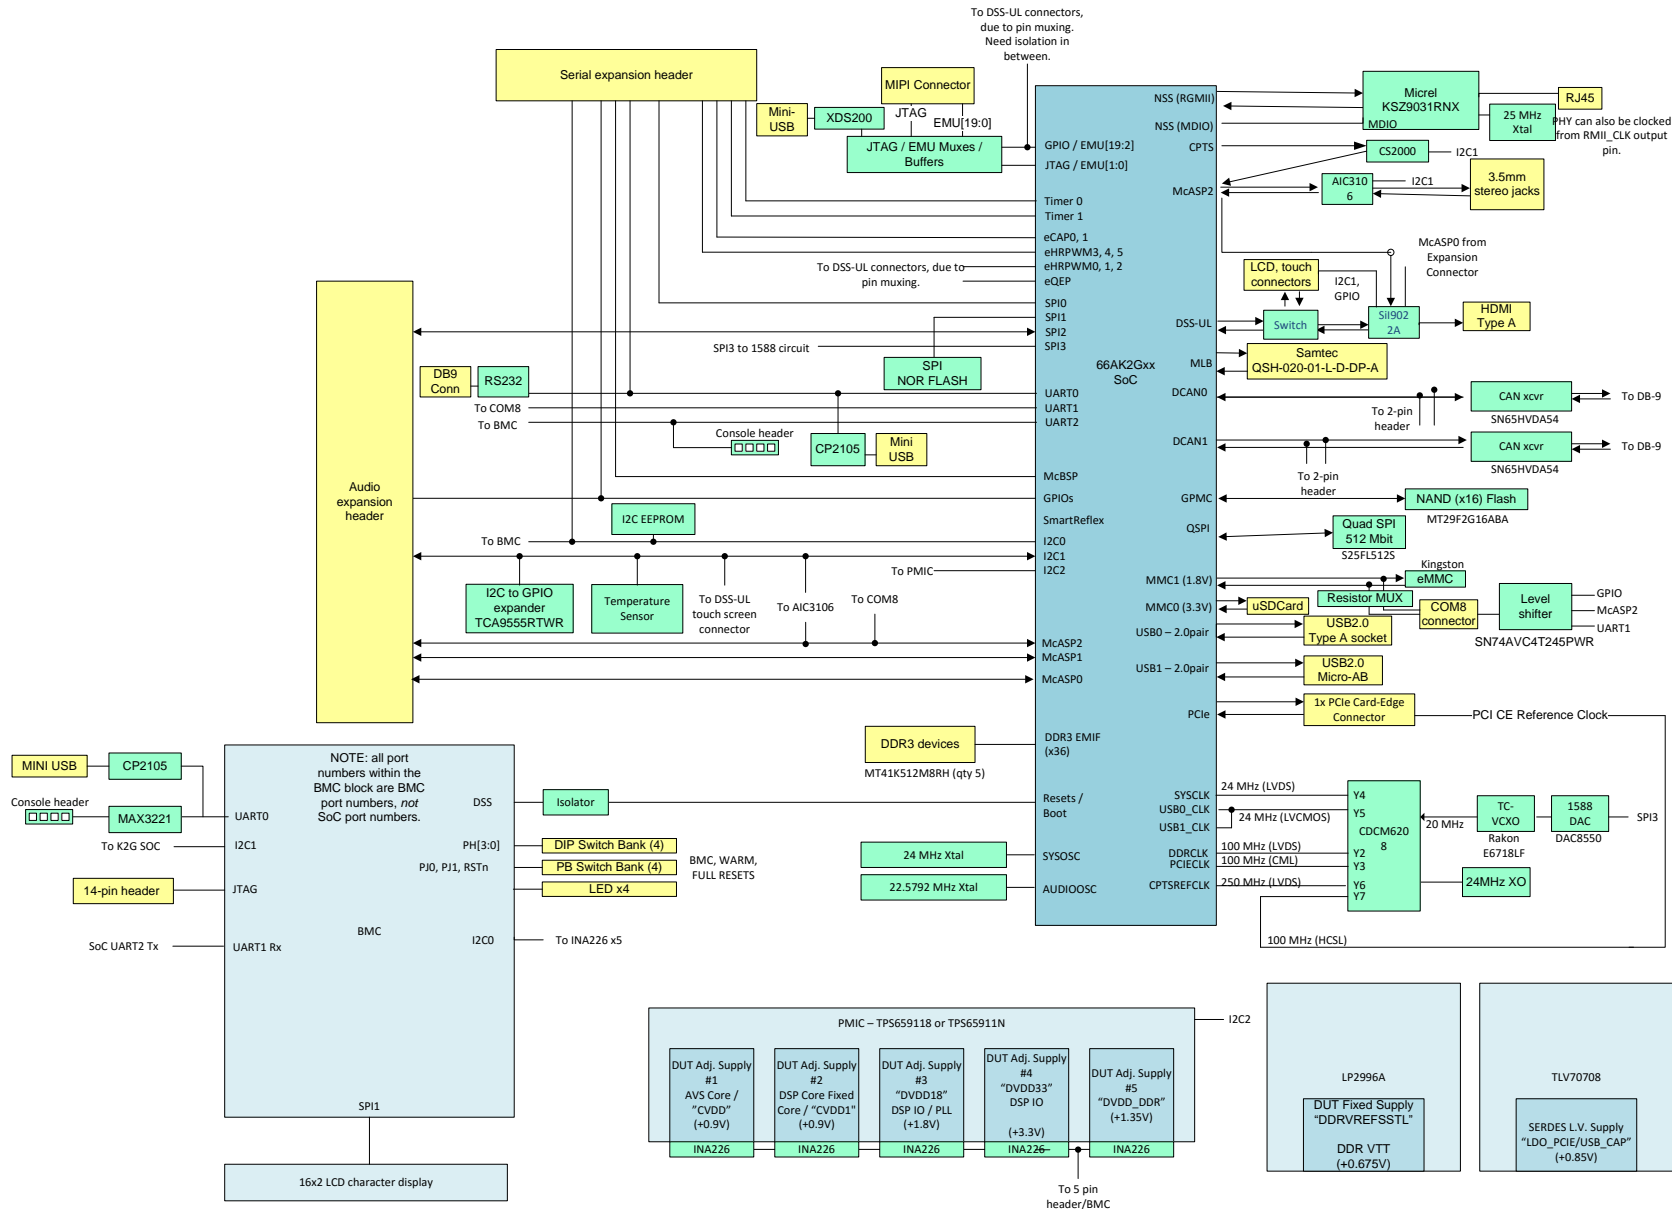 To DSS-UL connectors,
due to pin muxing.
Need isolation in
between.
Serial expansion header
MIPI Connector
Mini-
USB
XDS200
JTAG
EMU[19:0]
JTAG / EMU Muxes /
Buffers
NSS (RGMII)
NSS (MDIO)
GPIO / EMU[19:2]
CPTS
JTAG / EMU[1:0]
McASP2
Micrel
KSZ9031RNX
MDIO
RJ45
25 MHz
Xtal
PHY can also be clocked
from RMII_CLK output
pin.
CS2000
I2C1
AIC310
6
I2C1
3.5mm
stereo jacks
Timer 0
Timer 1
eCAP0, 1
eHRPWM3, 4, 5
eHRPWM0, 1, 2
eQEP
To DSS-UL connectors, due to
pin muxing.
McASP0 from
Expansion
Connector
LCD, touch
connectors
I2C1,
GPIO
SPI0
SPI1
SPI2
SPI3
DSS-UL
Switch
SiI902
2A
HDMI
Type A
SPI3 to 1588 circuit
SPI
NOR FLASH
66AK2Gxx
SoC
MLB
Samtec
QSH-020-01-L-D-DP-A
DB9
Conn
RS232
UART0
UART1
UART2
DCAN0
To COM8
To BMC
Console header
CP2105
Mini
USB
To 2-pin
header
CAN xcvr
SN65HVDA54
To DB-9
DCAN1
CAN xcvr
SN65HVDA54
To DB-9
To 2-pin
header
McBSP
GPIOs
SmartReflex
I2C0
I2C1
I2C2
Audio
expansion
header
GPMC
NAND (x16) Flash
MT29F2G16ABA
QSPI
Quad SPI
512 Mbit
S25FL512S
I2C EEPROM
To BMC
To PMIC
I2C to GPIO
expander
TCA9555RTWR
Temperature
Sensor
To DSS-UL
touch screen
connector
To AIC3106
To COM8
Kingston
MMC1 (1.8V)
eMMC
Resistor MUX
MMC0 (3.3V)
uSDCard
COM8
connector
Level
shifter
GPIO
McASP2
UART1
SN74AVC4T245PWR
USB0 – 2.0pair
USB2.0
Type A socket
McASP2
McASP1
McASP0
USB1 – 2.0pair
USB2.0
Micro-AB
PCIe
1x PCIe Card-Edge
Connector
PCI CE Reference Clock
DDR3 devices
MT41K512M8RH (qty 5)
DDR3 EMIF
(x36)
MINI USB
CP2105
Console header
MAX3221
NOTE: all port
numbers within the
BMC block are BMC
port numbers, not
SoC port numbers.
DSS
Isolator
Resets /
Boot
SYSCLK
USB0_CLK
USB1_CLK
24 MHz (LVDS)
24 MHz (LVCMOS)
Y4
Y5
CDCM620
8
20 MHz
TC-
VCXO
Rakon
E6718LF
1588
DAC
DAC8550
SPI3
UART0
I2C1
To K2G SOC
PH[3:0]
PJ0, PJ1, RSTn
DIP Switch Bank (4)
PB Switch Bank (4)
LED x4
BMC, WARM,
FULL RESETS
24 MHz Xtal
SYSOSC
22.5792 MHz Xtal
AUDIOOSC
DDRCLK
PCIECLK
CPTSREFCLK
100 MHz (LVDS)
100 MHz (CML)
250 MHz (LVDS)
Y2
Y3
Y6
Y7
24MHz XO
100 MHz (HCSL)
14-pin header
JTAG
BMC
I2C0
To INA226 x5
SoC UART2 Tx
UART1 Rx
SPI1
16x2 LCD character display
PMIC – TPS659118 or TPS65911N
I2C2
DUT Adj. Supply
#1
AVS Core /
“CVDD”
(+0.9V)
INA226
DUT Adj. Supply
#2
DSP Core Fixed
Core / “CVDD1”
(+0.9V)
INA226
DUT Adj. Supply
#3
“DVDD18”
DSP IO / PLL
(+1.8V)
INA226
DUT Adj. Supply
#4
“DVDD33”
DSP IO
(+3.3V)
INA226
DUT Adj. Supply
#5
“DVDD_DDR”
(+1.35V)
INA226
To 5 pin
header/BMC
LP2996A
DUT Fixed Supply
“DDRVREFSSTL”
DDR VTT
(+0.675V)
TLV70708
SERDES L.V. Supply
“LDO_PCIE/USB_CAP”
(+0.85V)